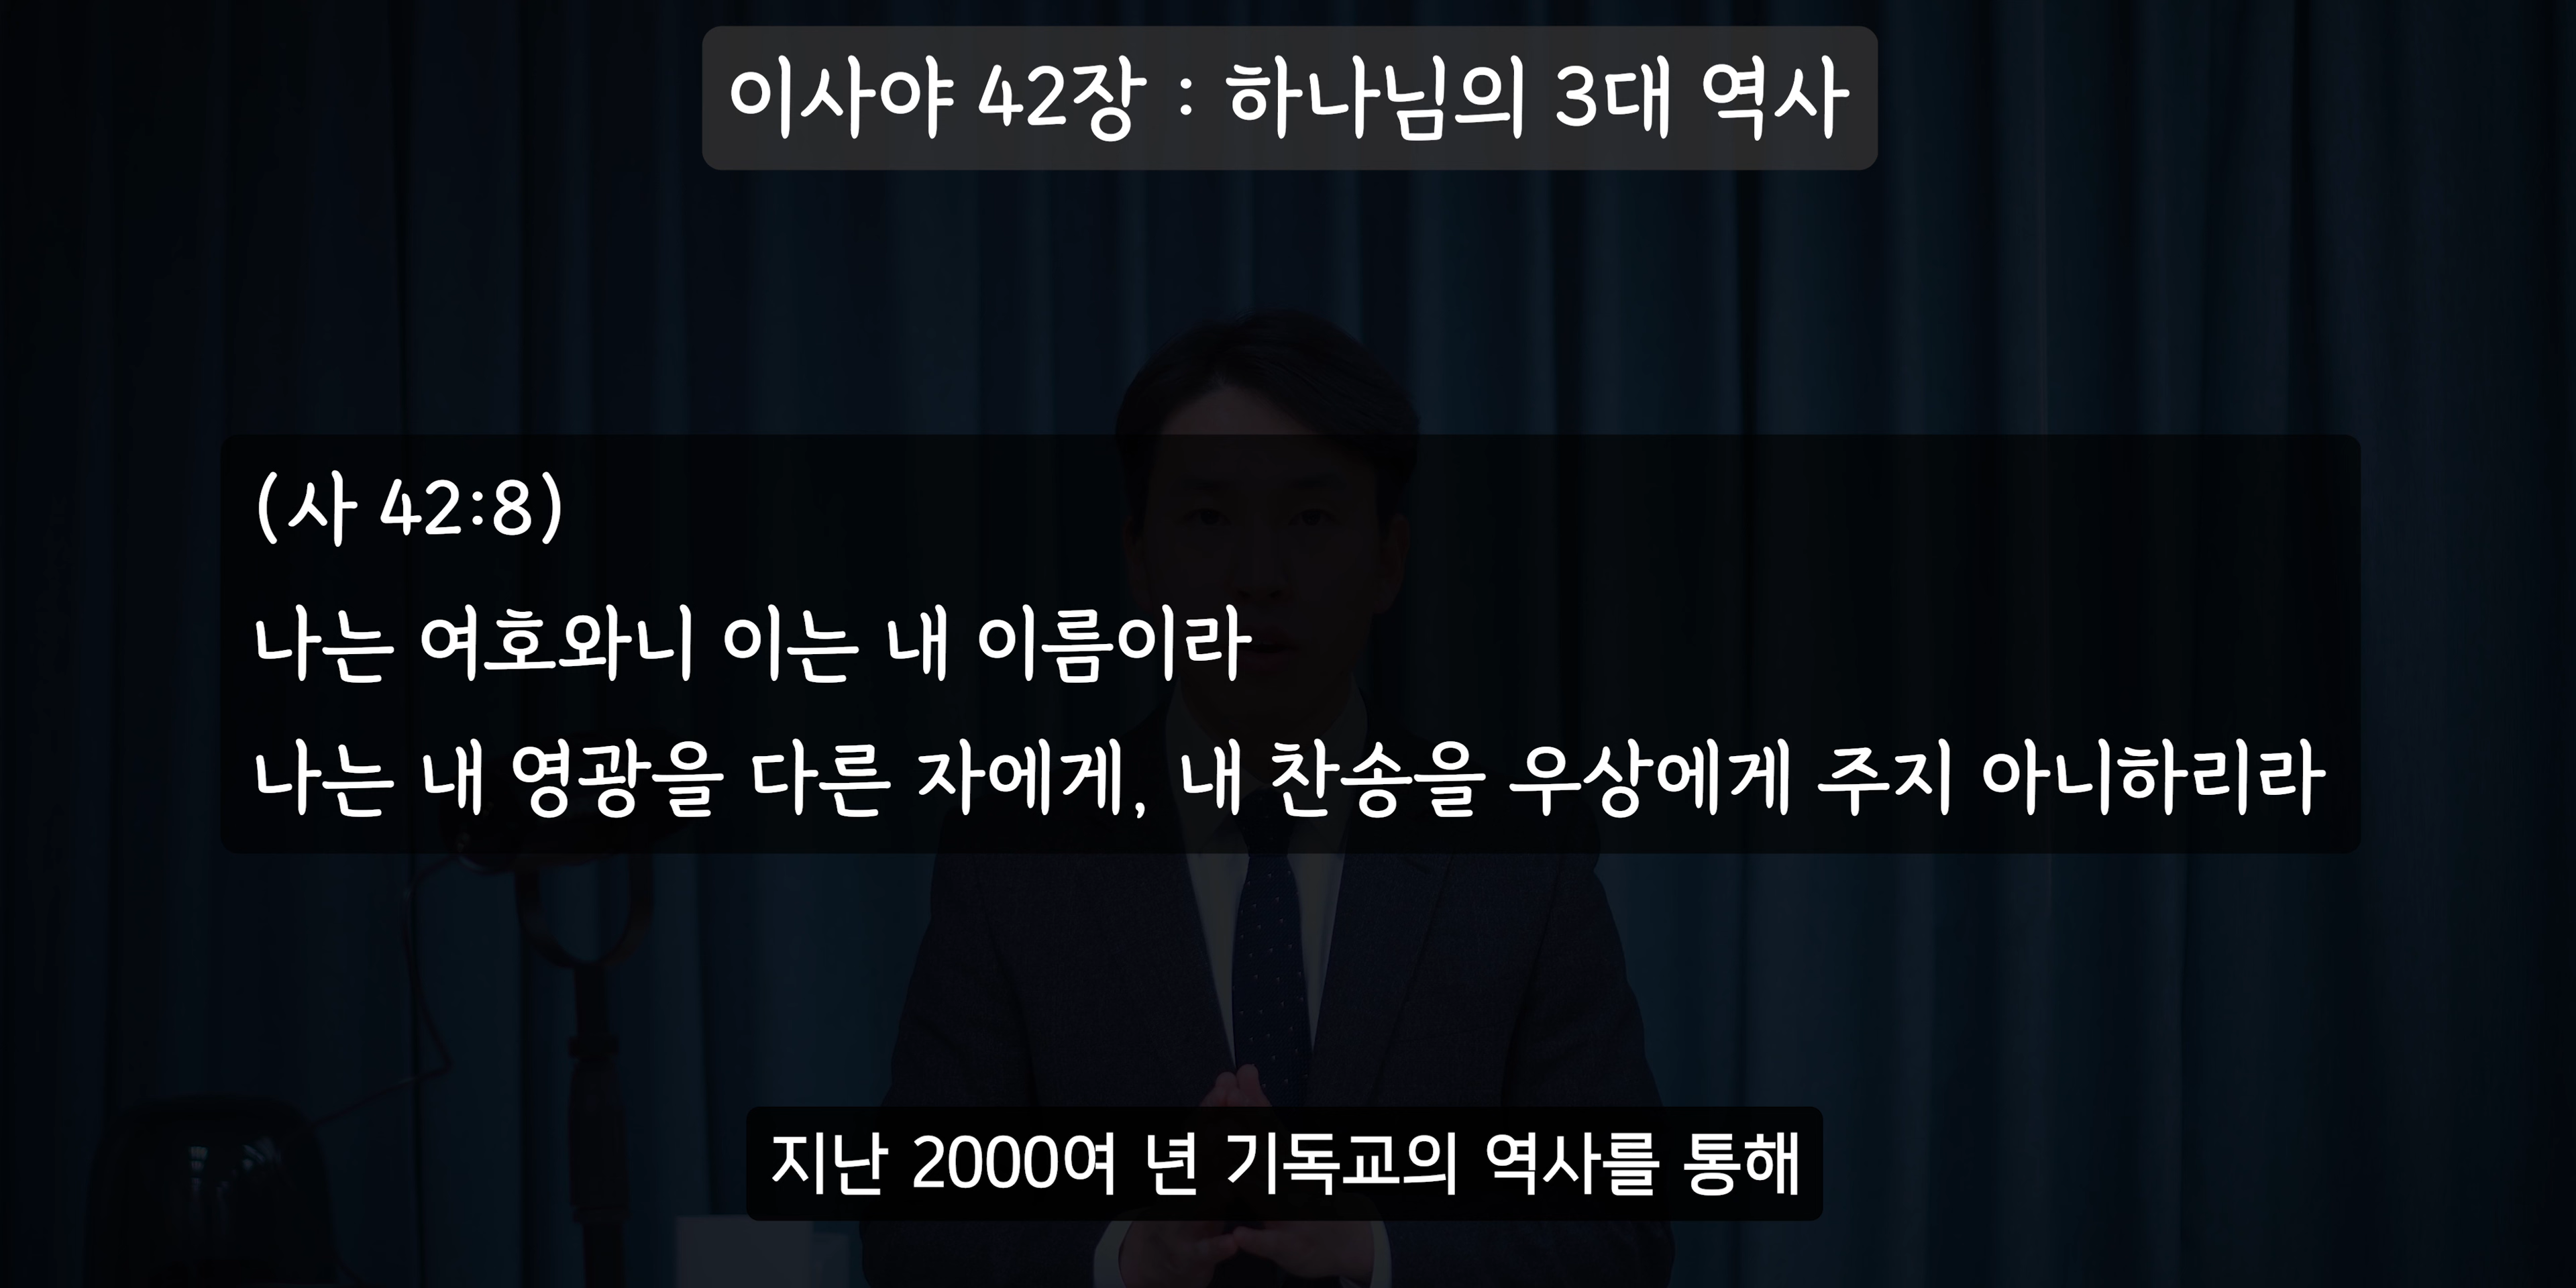 이사야 42장 : 하나님의 3대 역사
(사 42:8)
나는 여호와니 이는 내 이름이라
나는 내 영광을 다른 자에게, 내 찬송을 우상에게 주지 아니하리라
지난 2000여 년 기독교의 역사를 통해